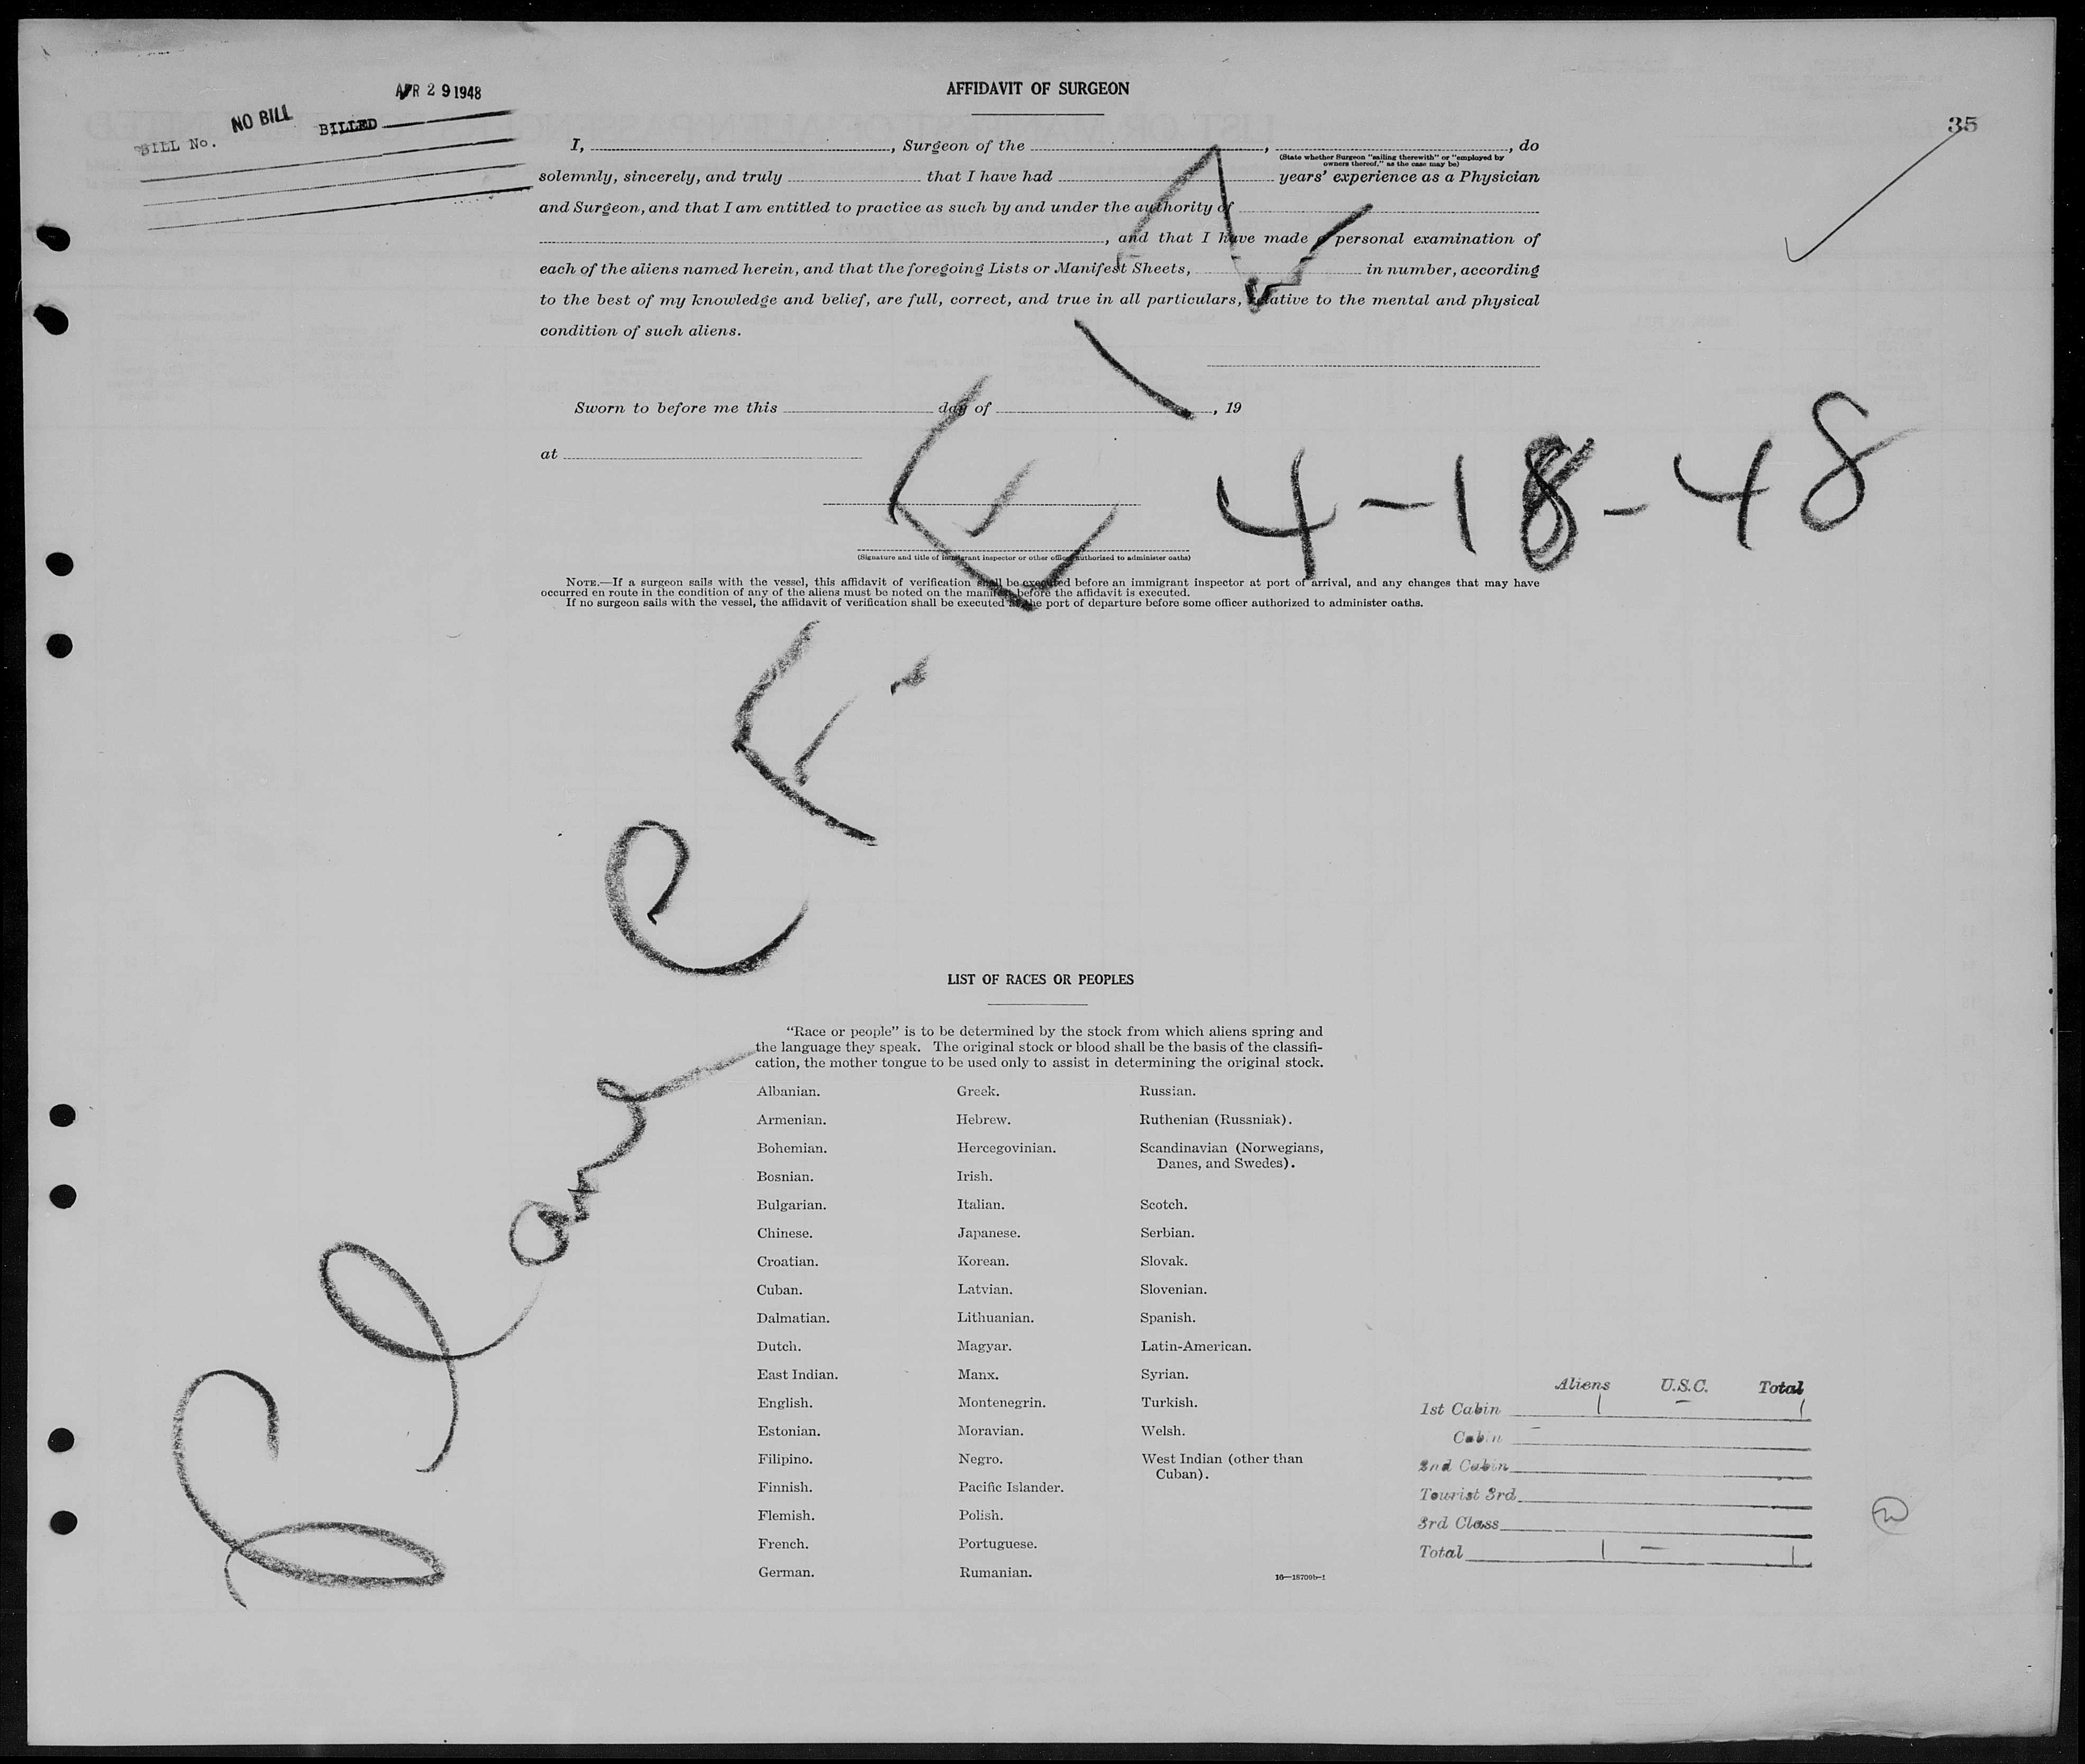 APR 29 1948
BILL No. NO BILL BILLED
AFFIDAVIT OF SURGEON
35
I, , Surgeon of the , , do
(State whether Surgeon "sailing therewith" or "employed by
owners thereof," as the case may be)
solemnly, sincerely, and truly that I have had years' experience as a Physician
and Surgeon, and that I am entitled to practice as such by and under the authority of
, and that I have made a personal examination of
each of the aliens named herein, and that the foregoing Lists or Manifest Sheets, in number, according
to the best of my knowledge and belief, are full, correct, and true in all particulars, relative to the mental and physical
condition of such aliens.
Sworn to before me this day of , 19
at
4-18-48
(Signature and title of immigrant inspector or other officer authorized to administer oaths)
NOTE.—If a surgeon sails with the vessel, this affidavit of verification shall be executed before an immigrant inspector at port of arrival, and any changes that may have
occurred en route in the condition of any of the aliens must be noted on the manifest before the affidavit is executed.
If no surgeon sails with the vessel, the affidavit of verification shall be executed at the port of departure before some officer authorized to administer oaths.
LIST OF RACES OR PEOPLES
"Race or people" is to be determined by the stock from which aliens spring and
the language they speak. The original stock or blood shall be the basis of the classifi-
cation, the mother tongue to be used only to assist in determining the original stock.
Albanian. Greek. Russian.
Armenian. Hebrew. Ruthenian (Russniak).
Bohemian. Hercegovinian. Scandinavian (Norwegians,
Danes, and Swedes).
Bosnian. Irish.
Bulgarian. Italian. Scotch.
Chinese. Japanese. Serbian.
Croatian. Korean. Slovak.
Cuban. Latvian. Slovenian.
Dalmatian. Lithuanian. Spanish.
Dutch. Magyar. Latin-American.
East Indian. Manx. Syrian.
English. Montenegrin. Turkish.
Estonian. Moravian. Welsh.
Filipino. Negro. West Indian (other than
Cuban).
Finnish. Pacific Islander.
Flemish. Polish.
French. Portuguese.
German. Rumanian.
16—18709b-1
Aliens U.S.C. Total
1st Cabin 1 - 1
Cabin -
2nd Cabin
Tourist 3rd
3rd Class
Total 1 - 1